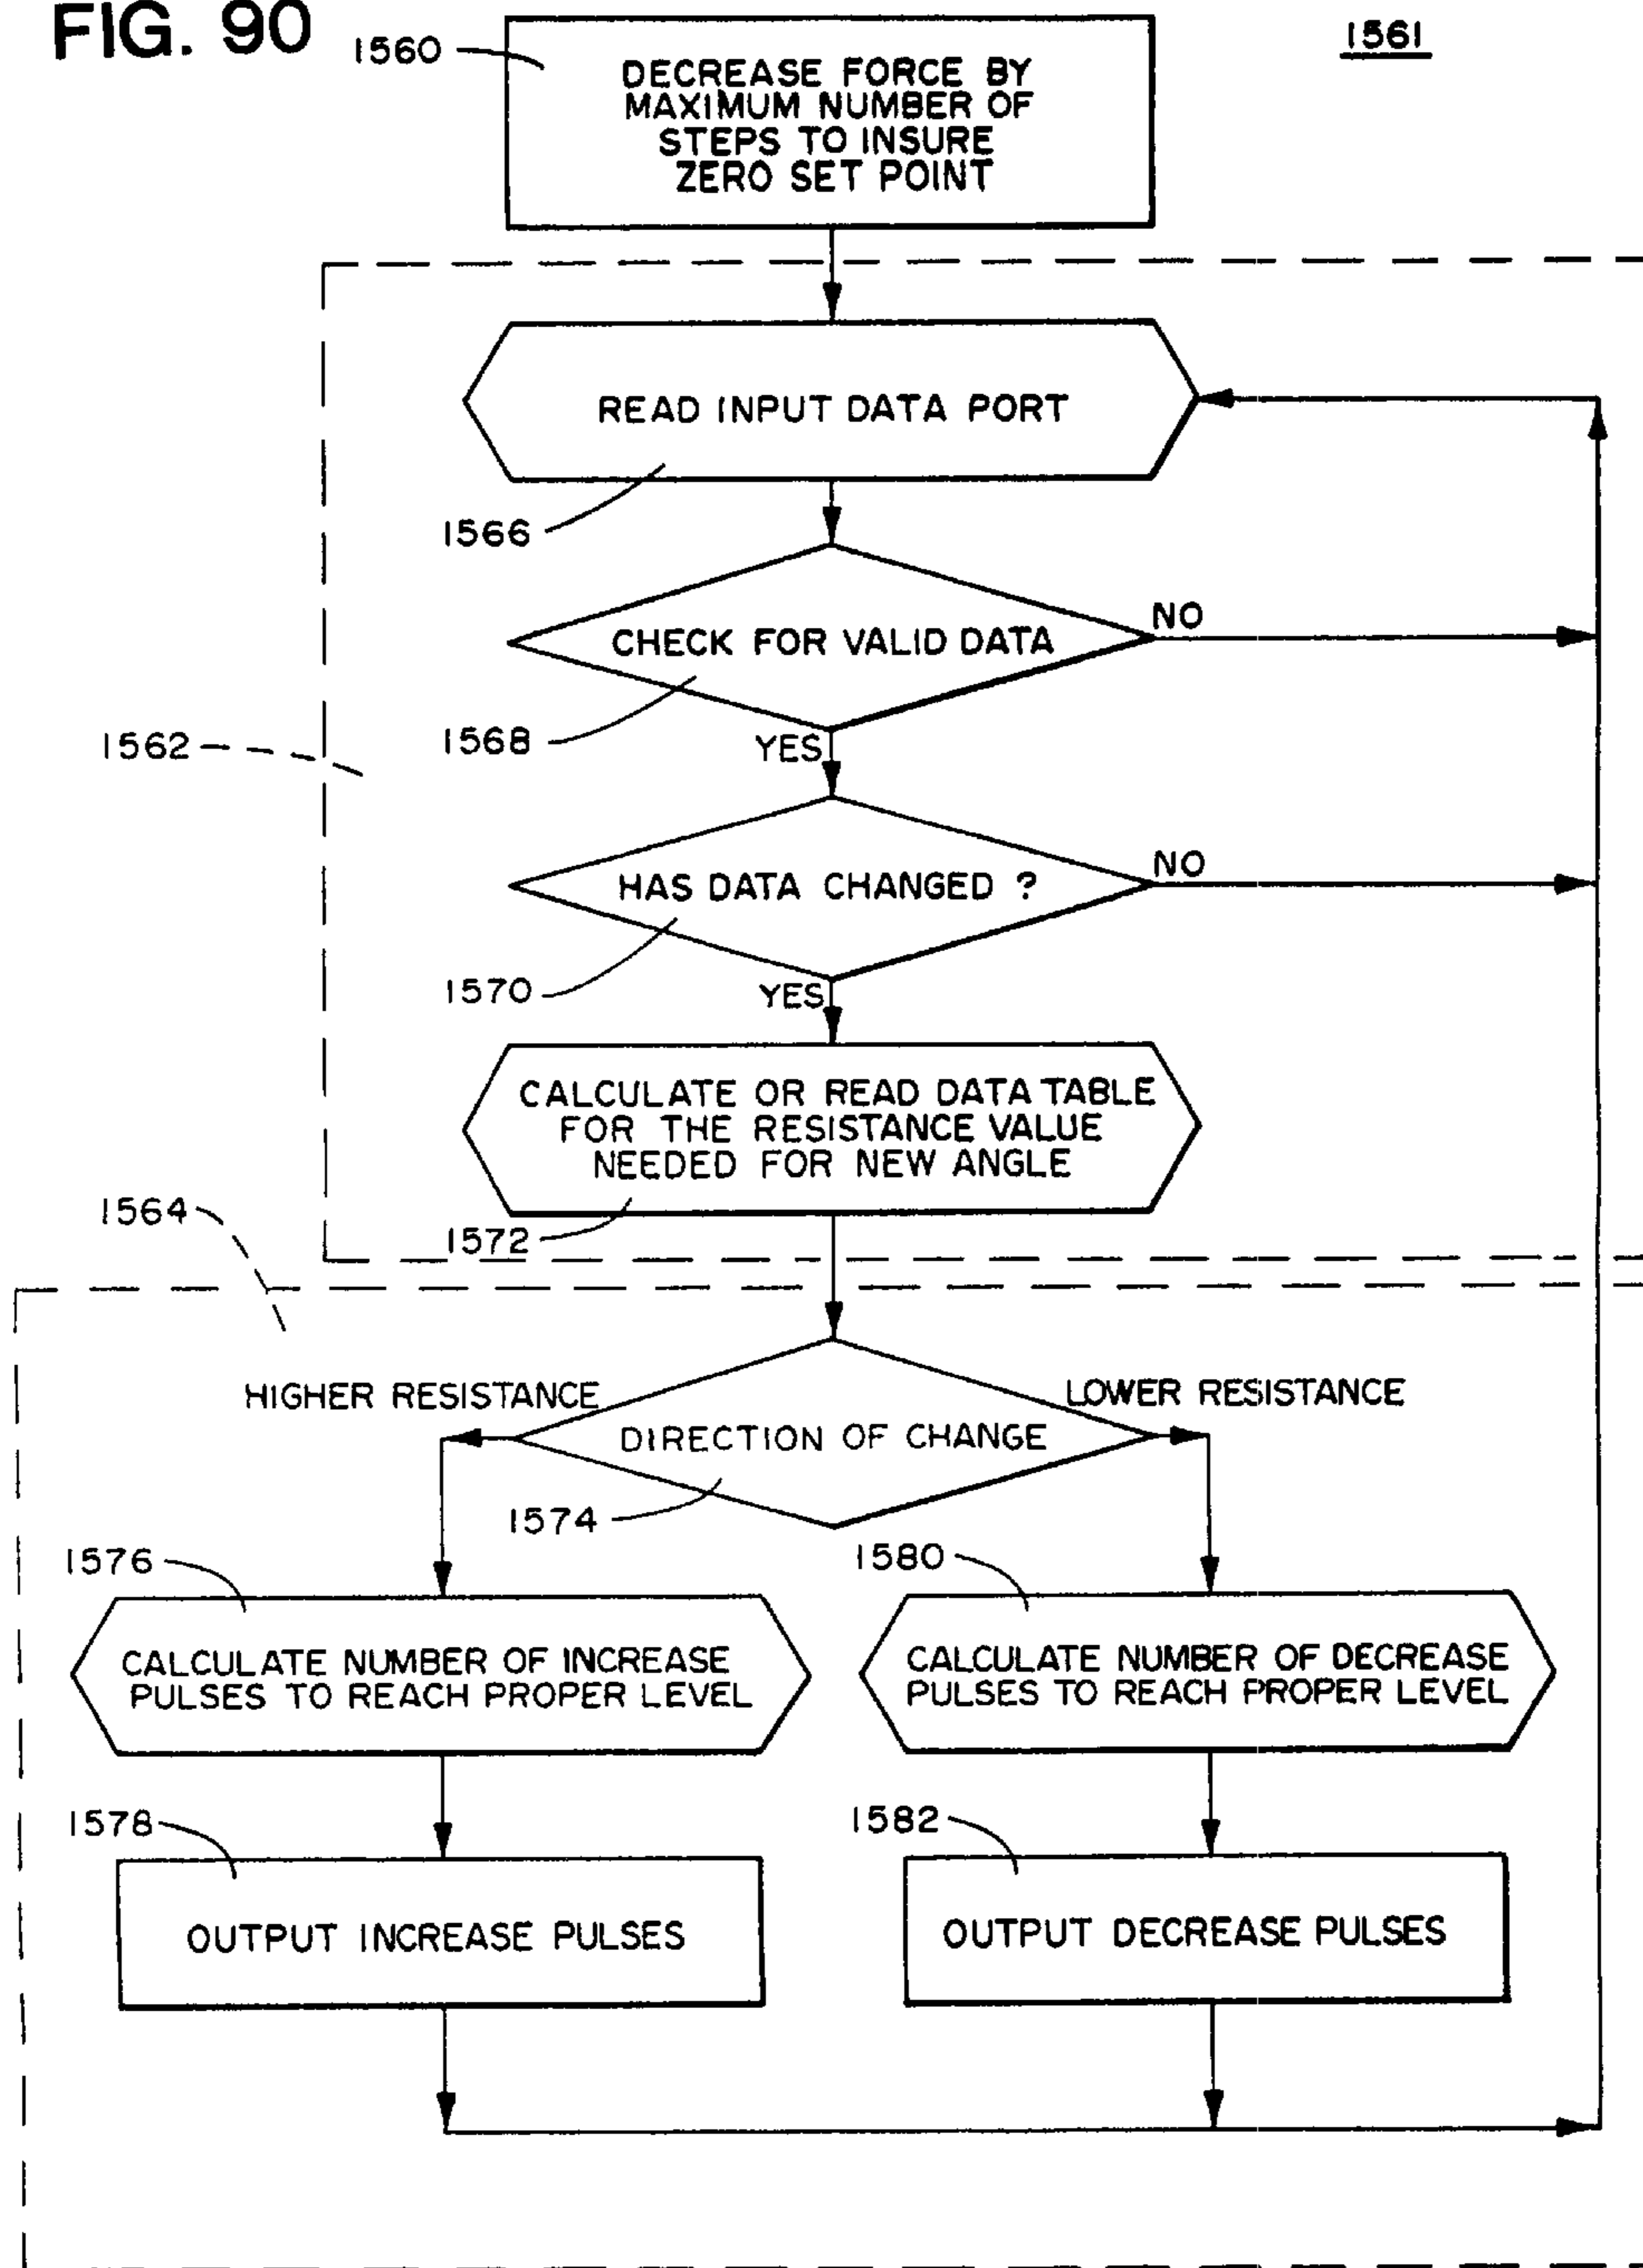 FIG. 90
1560
1561
DECREASE FORCE BY
MAXIMUM NUMBER OF
STEPS TO INSURE
ZERO SET POINT
READ INPUT DATA PORT
1566
CHECK FOR VALID DATA
NO
1568
YES
1562
HAS DATA CHANGED ?
NO
1570
YES
CALCULATE OR READ DATA TABLE
FOR THE RESISTANCE VALUE
NEEDED FOR NEW ANGLE
1572
1564
HIGHER RESISTANCE
LOWER RESISTANCE
DIRECTION OF CHANGE
1574
1576
1580
CALCULATE NUMBER OF INCREASE
PULSES TO REACH PROPER LEVEL
CALCULATE NUMBER OF DECREASE
PULSES TO REACH PROPER LEVEL
1578
1582
OUTPUT INCREASE PULSES
OUTPUT DECREASE PULSES